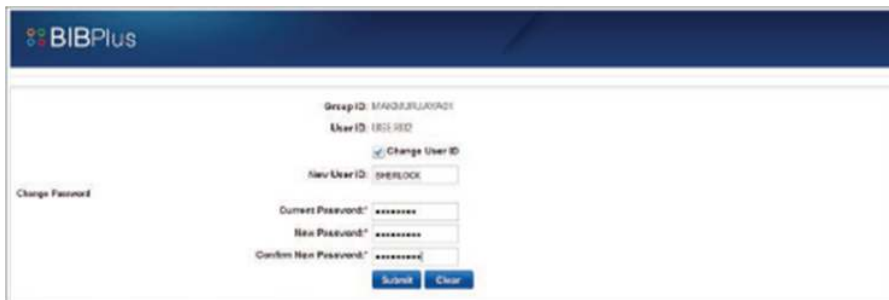 BIBPlus
Group ID:
User ID: USER02
Change User ID
New User ID: SHERLOCK
Change Password
Current Password:* ••••••••
New Password:* •••••••••
Confirm New Password:* •••••••••
Submit Clear